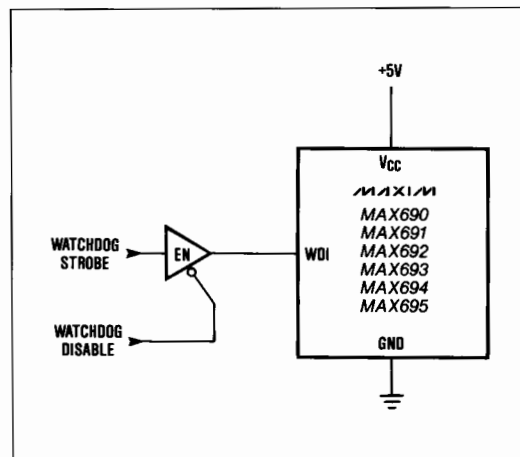 +5V
VCC
MAXIM
MAX690
MAX691
MAX692
MAX693
MAX694
MAX695
WATCHDOG
STROBE
EN
WDI
WATCHDOG
DISABLE
GND